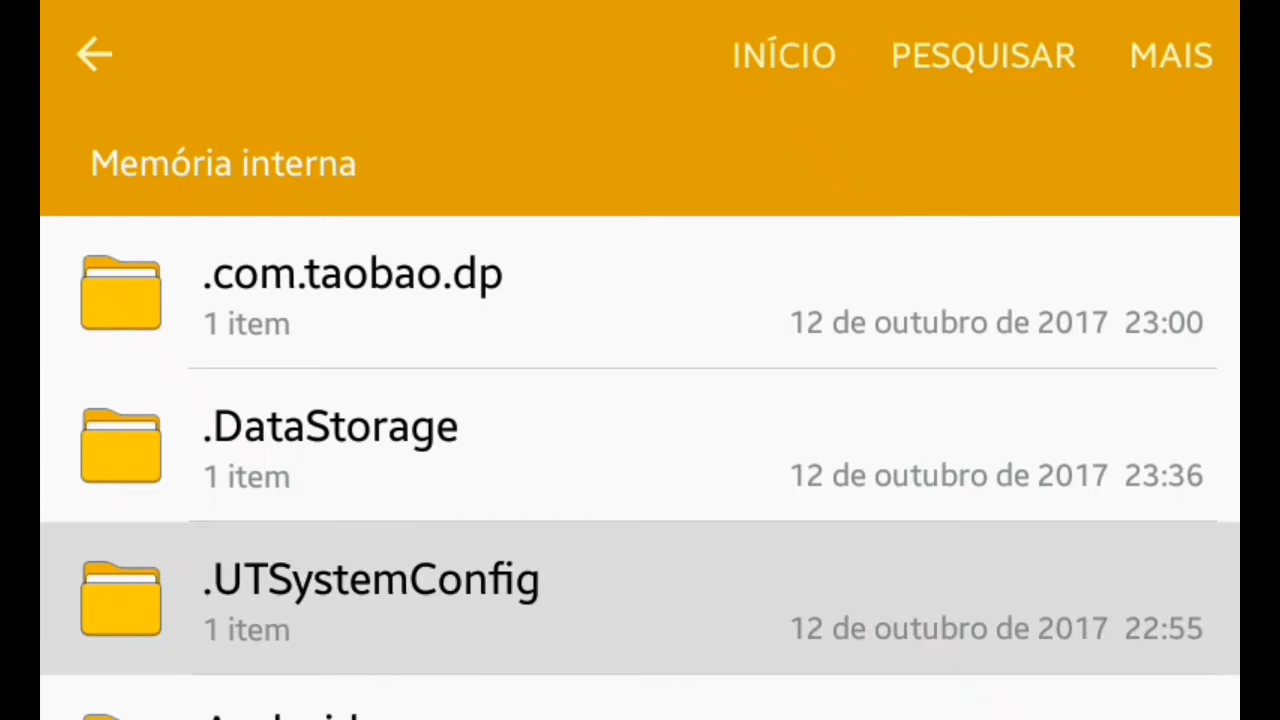 INÍCIO PESQUISAR MAIS
Memória interna
.com.taobao.dp
1 item 12 de outubro de 2017 23:00
.DataStorage
1 item 12 de outubro de 2017 23:36
.UTSystemConfig
1 item 12 de outubro de 2017 22:55